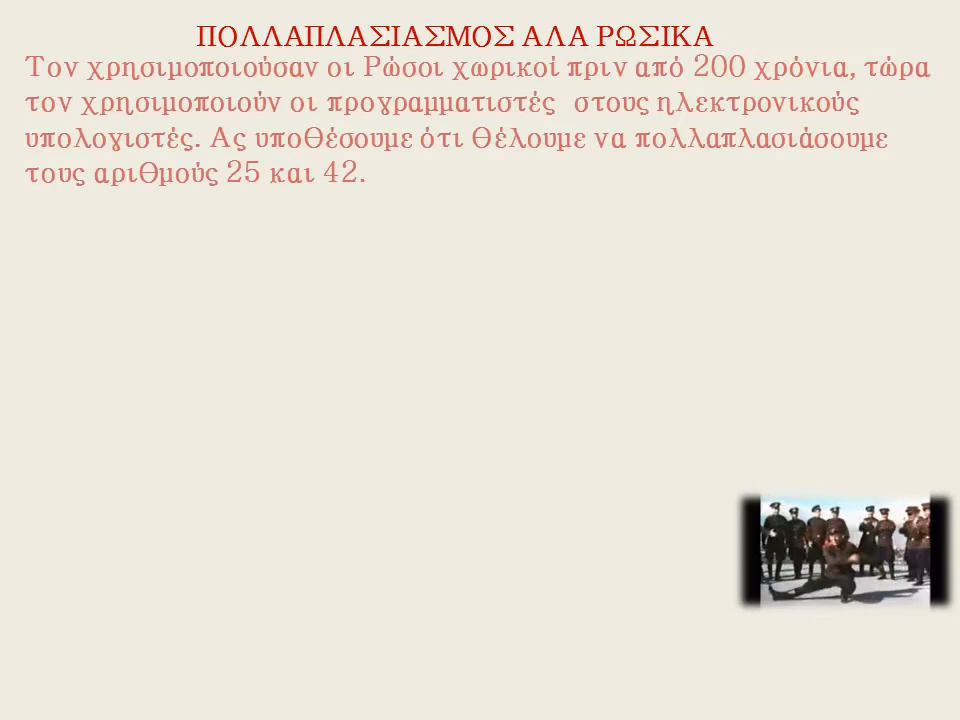 ΠΟΛΛΑΠΛΑΣΙΑΣΜΟΣ ΑΛΑ ΡΩΣΙΚΑ
Τον χρησιμοποιούσαν οι Ρώσοι χωρικοί πριν από 200 χρόνια, τώρα
τον χρησιμοποιούν οι προγραμματιστές στους ηλεκτρονικούς
υπολογιστές. Ας υποθέσουμε ότι θέλουμε να πολλαπλασιάσουμε
τους αριθμούς 25 και 42.